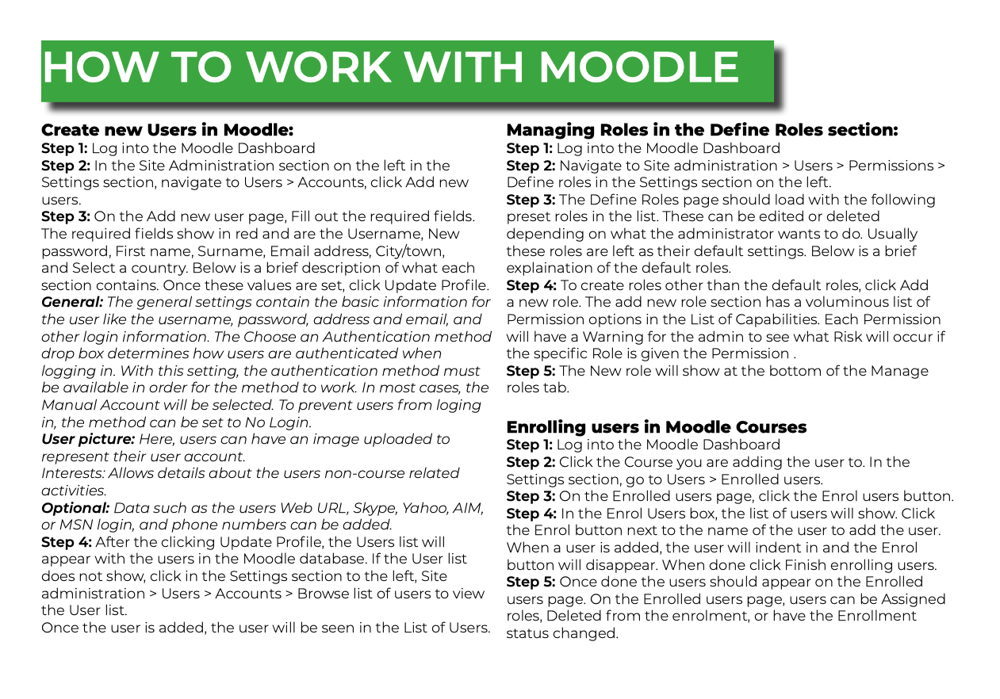 HOW TO WORK WITH MOODLE
Create new Users in Moodle:
Step 1: Log into the Moodle Dashboard
Step 2: In the Site Administration section on the left in the
Settings section, navigate to Users > Accounts, click Add new
users.
Step 3: On the Add new user page, Fill out the required fields.
The required fields show in red and are the Username, New
password, First name, Surname, Email address, City/town,
and Select a country. Below is a brief description of what each
section contains. Once these values are set, click Update Profile.
General: The general settings contain the basic information for
the user like the username, password, address and email, and
other login information. The Choose an Authentication method
drop box determines how users are authenticated when
logging in. With this setting, the authentication method must
be available in order for the method to work. In most cases, the
Manual Account will be selected. To prevent users from loging
in, the method can be set to No Login.
User picture: Here, users can have an image uploaded to
represent their user account.
Interests: Allows details about the users non-course related
activities.
Optional: Data such as the users Web URL, Skype, Yahoo, AIM,
or MSN login, and phone numbers can be added.
Step 4: After the clicking Update Profile, the Users list will
appear with the users in the Moodle database. If the User list
does not show, click in the Settings section to the left, Site
administration > Users > Accounts > Browse list of users to view
the User list.
Once the user is added, the user will be seen in the List of Users.
Managing Roles in the Define Roles section:
Step 1: Log into the Moodle Dashboard
Step 2: Navigate to Site administration > Users > Permissions >
Define roles in the Settings section on the left.
Step 3: The Define Roles page should load with the following
preset roles in the list. These can be edited or deleted
depending on what the administrator wants to do. Usually
these roles are left as their default settings. Below is a brief
explaination of the default roles.
Step 4: To create roles other than the default roles, click Add
a new role. The add new role section has a voluminous list of
Permission options in the List of Capabilities. Each Permission
will have a Warning for the admin to see what Risk will occur if
the specific Role is given the Permission .
Step 5: The New role will show at the bottom of the Manage
roles tab.
Enrolling users in Moodle Courses
Step 1: Log into the Moodle Dashboard
Step 2: Click the Course you are adding the user to. In the
Settings section, go to Users > Enrolled users.
Step 3: On the Enrolled users page, click the Enrol users button.
Step 4: In the Enrol Users box, the list of users will show. Click
the Enrol button next to the name of the user to add the user.
When a user is added, the user will indent in and the Enrol
button will disappear. When done click Finish enrolling users.
Step 5: Once done the users should appear on the Enrolled
users page. On the Enrolled users page, users can be Assigned
roles, Deleted from the enrolment, or have the Enrollment
status changed.